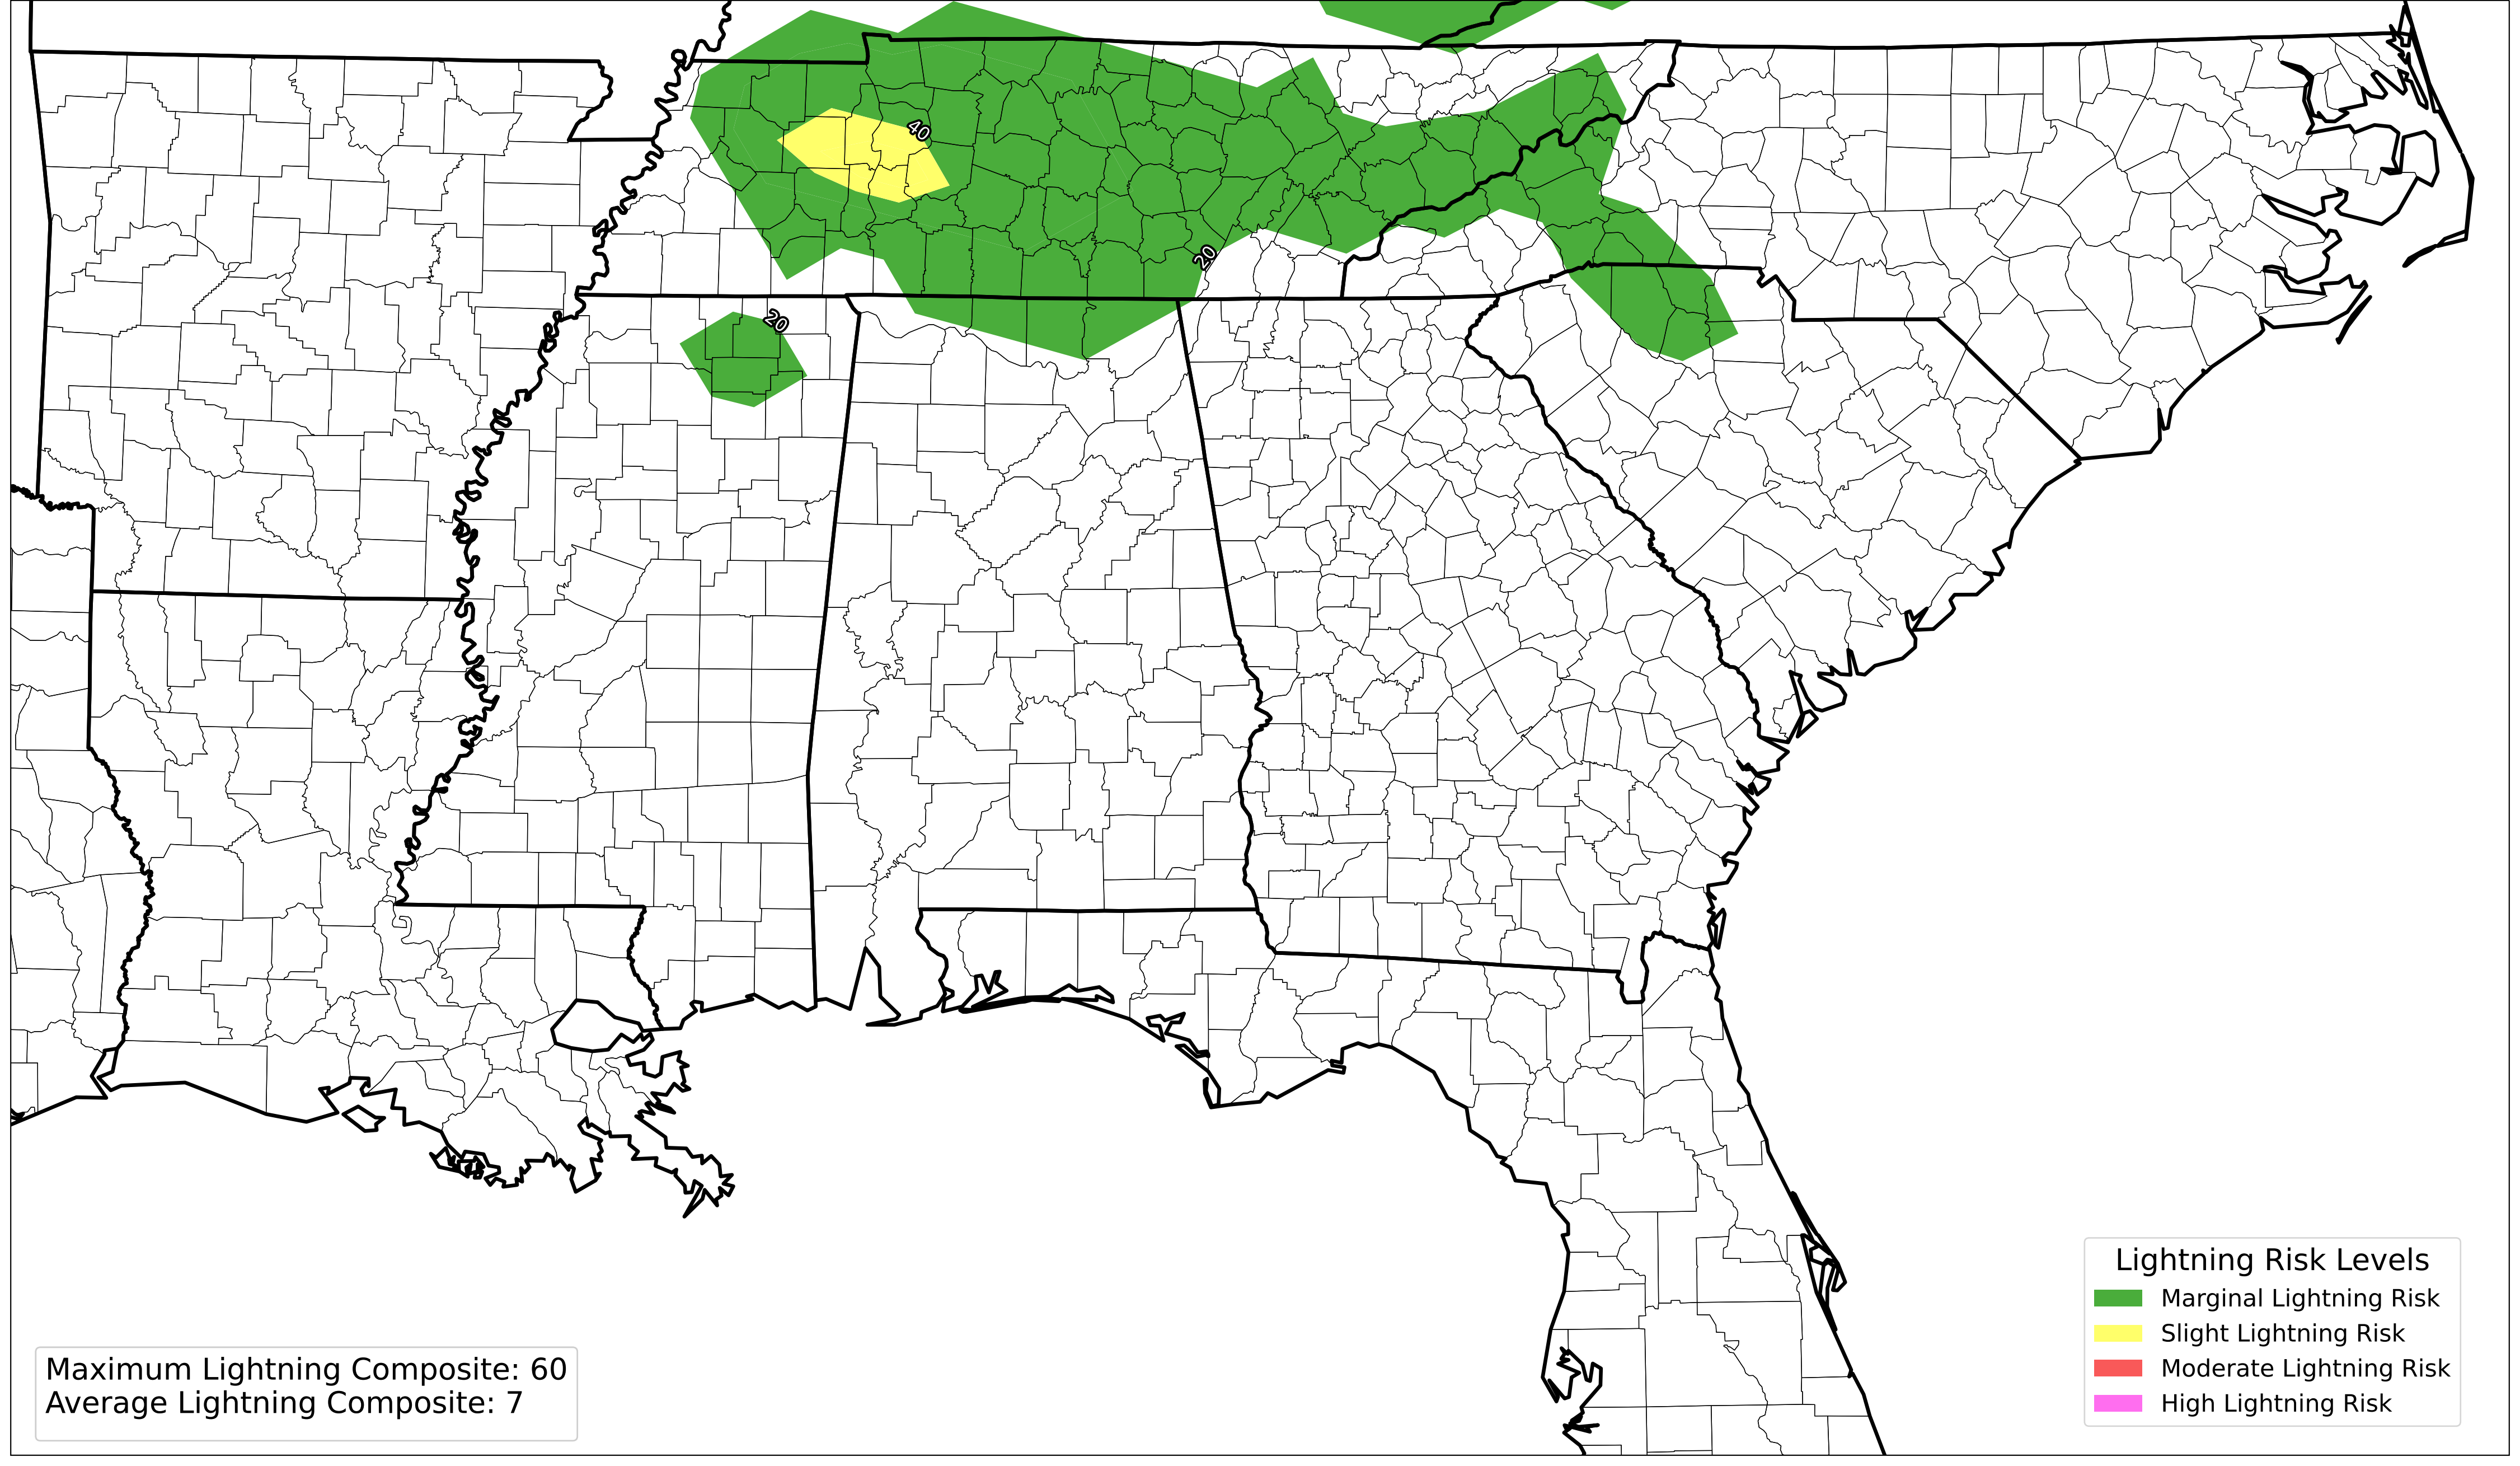 40
20
20
Lightning Risk Levels
Marginal Lightning Risk
Slight Lightning Risk
Moderate Lightning Risk
High Lightning Risk
Maximum Lightning Composite: 60
Average Lightning Composite: 7